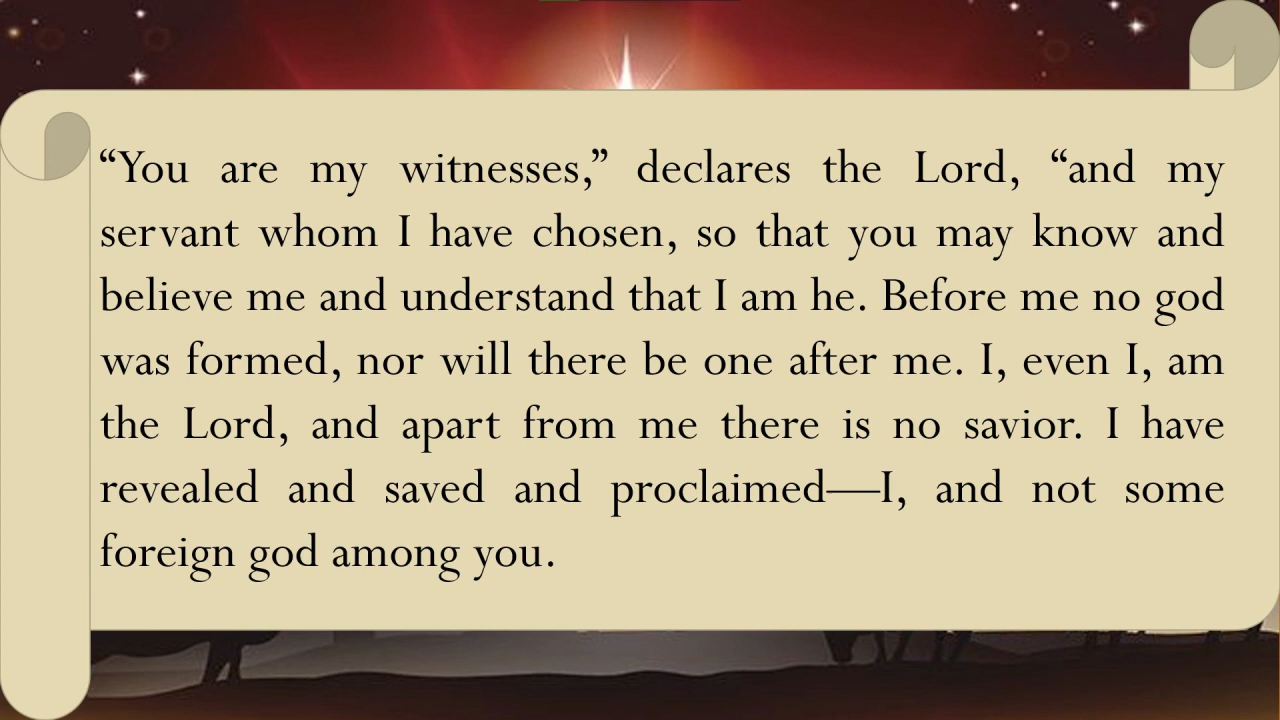 “You are my witnesses,” declares the Lord, “and my
servant whom I have chosen, so that you may know and
believe me and understand that I am he. Before me no god
was formed, nor will there be one after me. I, even I, am
the Lord, and apart from me there is no savior. I have
revealed and saved and proclaimed—I, and not some
foreign god among you.